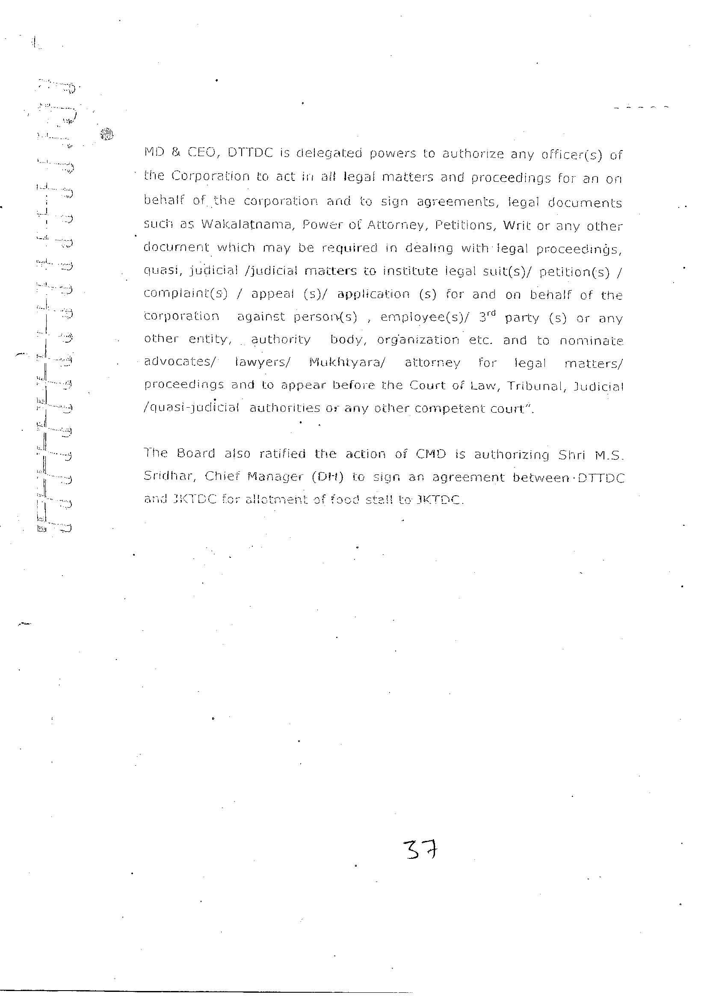 MD & CEO, DTTDC is delegated powers to authorize any officer(s) of
the Corporation to act in all legal matters and proceedings for an on
behalf of the corporation and to sign agreements, legal documents
such as Wakalatnama, Power of Attorney, Petitions, Writ or any other
document which may be required in dealing with legal proceedings,
quasi, judicial /judicial matters to institute legal suit(s)/ petition(s) /
complaint(s) / appeal (s)/ application (s) for and on behalf of the
corporation against person(s) , employee(s)/ 3rd party (s) or any
other entity, authority body, organization etc. and to nominate
advocates/ lawyers/ Mukhtyara/ attorney for legal matters/
proceedings and to appear before the Court of Law, Tribunal, Judicial
/quasi-judicial authorities or any other competent court".
The Board also ratified the action of CMD is authorizing Shri M.S.
Sridhar, Chief Manager (DH) to sign an agreement between DTTDC
and JKTDC for allotment of food stall to JKTDC.
37